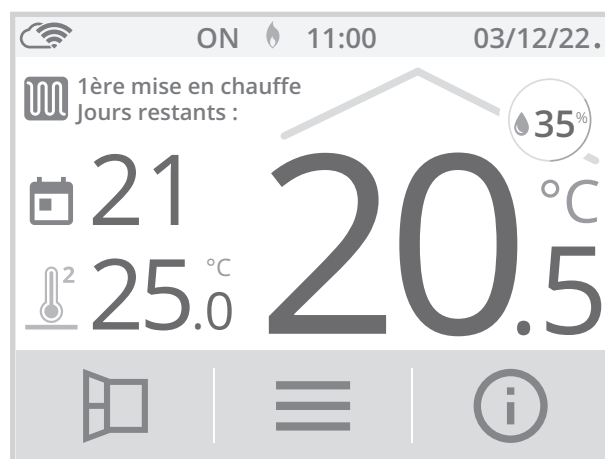 ON 11:00 03/12/22.
1ère mise en chauffe
Jours restants :
35%
21
20.5 °C
2 25.0 °C